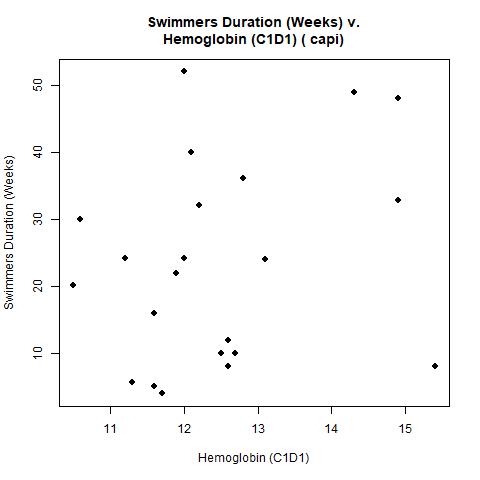 Swimmers Duration (Weeks) v.
Hemoglobin (C1D1) ( capi)
Swimmers Duration (Weeks)
50
40
30
20
10
11
12
13
14
15
Hemoglobin (C1D1)